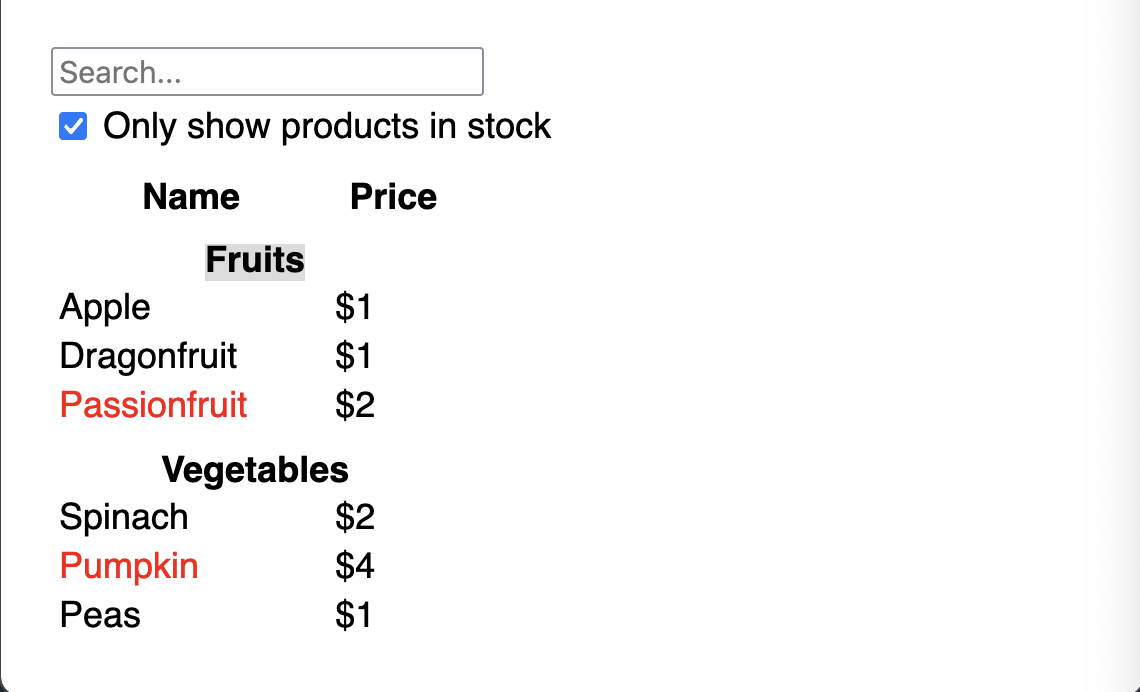 Search...
Only show products in stock
Name Price
Fruits
Apple $1
Dragonfruit $1
Passionfruit $2
Vegetables
Spinach $2
Pumpkin $4
Peas $1